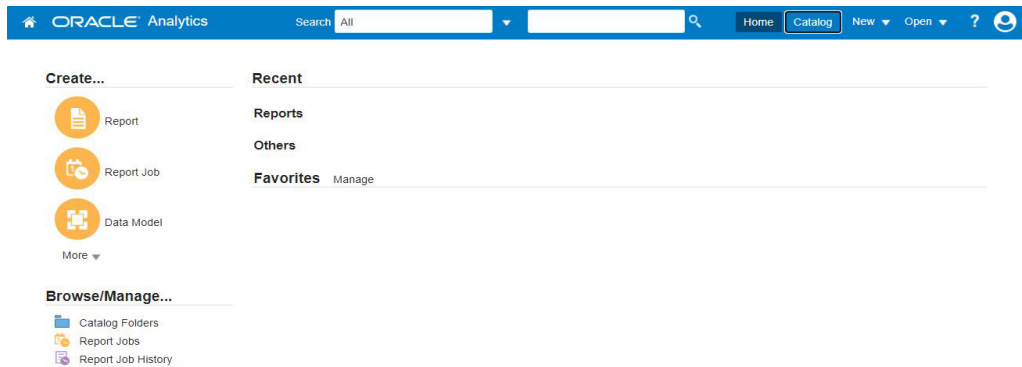 ORACLE Analytics Search All Home Catalog New Open ?
Create...
Report
Report Job
Data Model
More
Browse/Manage...
Catalog Folders
Report Jobs
Report Job History
Recent
Reports
Others
Favorites Manage